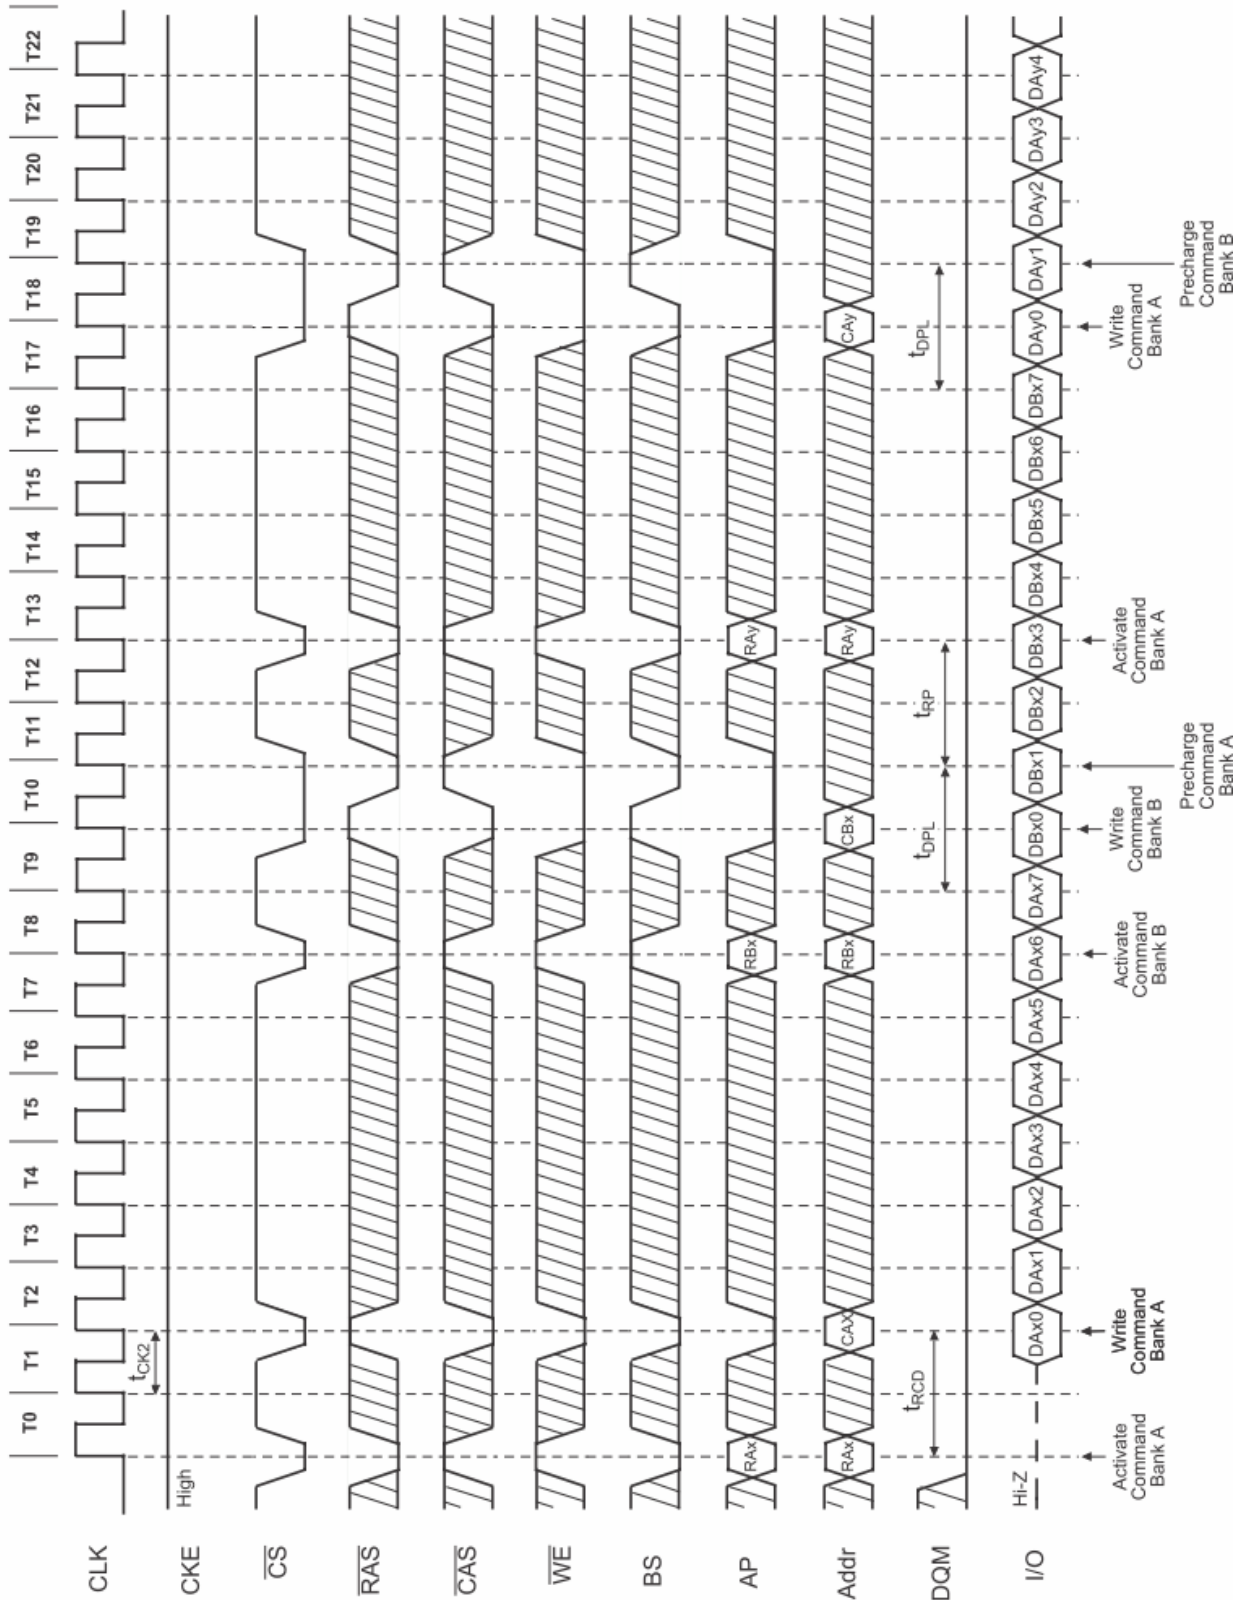 T0 T1 T2 T3 T4 T5 T6 T7 T8 T9 T10 T11 T12 T13 T14 T15 T16 T17 T18 T19 T20 T21 T22
CLK
tCK2
CKE
High
CS
RAS
CAS
WE
BS
AP
RAx RBx RAy
Addr
RAx CAX RBx CBx RAy CAy
DQM
tRCD tDPL tRP tDPL
I/O
Hi-Z
DAx0 DAx1 DAx2 DAx3 DAx4 DAx5 DAx6 DAx7 DBx0 DBx1 DBx2 DBx3 DBx4 DBx5 DBx6 DBx7 DAy0 DAy1 DAy2 DAy3 DAy4
Activate
Command
Bank A
Write
Command
Bank A
Activate
Command
Bank B
Write
Command
Bank B
Precharge
Command
Bank A
Activate
Command
Bank A
Write
Command
Bank A
Precharge
Command
Bank B